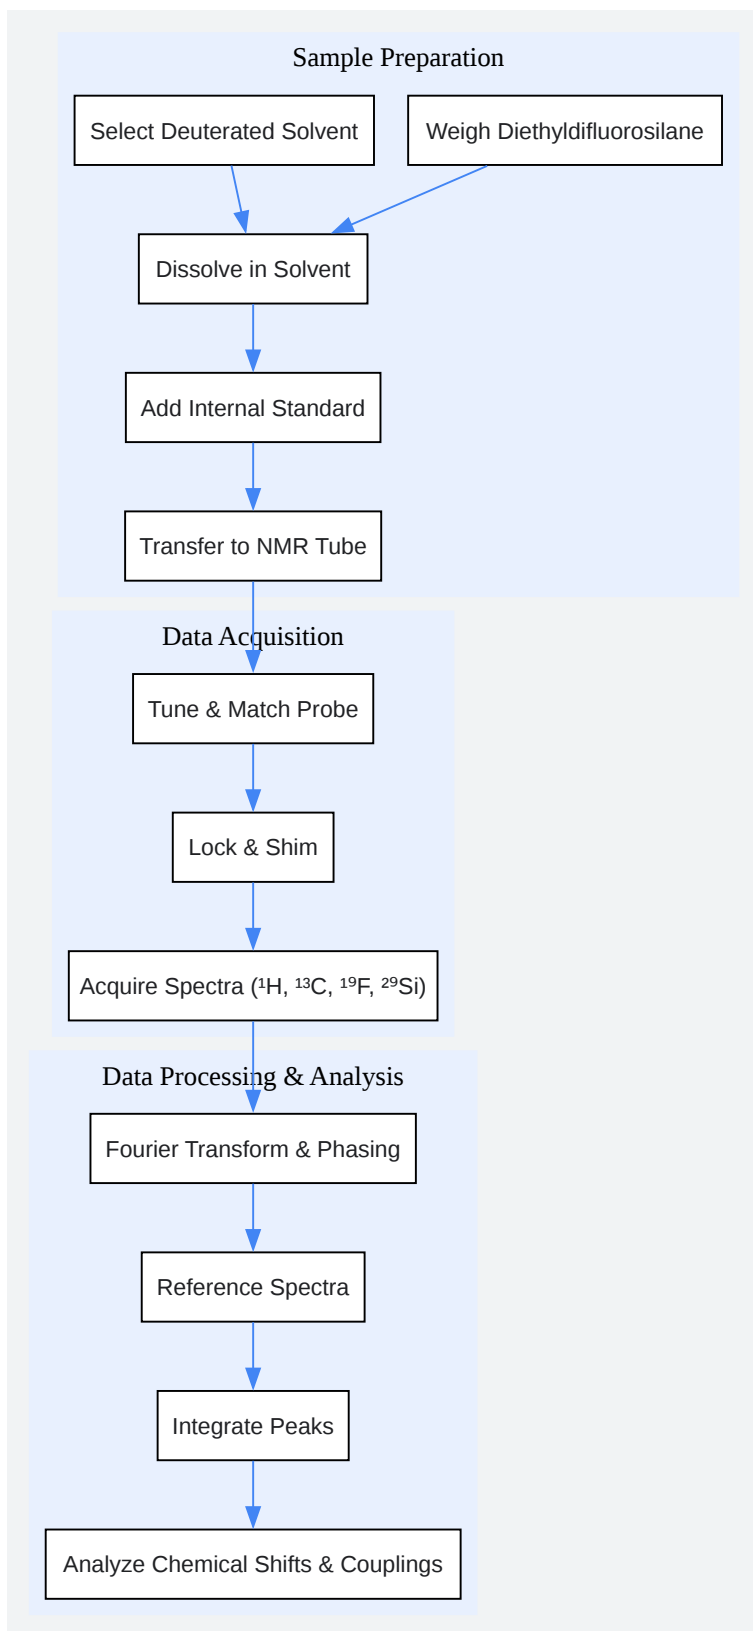 Sample Preparation
Select Deuterated Solvent
Weigh Diethyldifluorosilane
Dissolve in Solvent
Add Internal Standard
Transfer to NMR Tube
Data Acquisition
Tune & Match Probe
Lock & Shim
Acquire Spectra (¹H, ¹³C, ¹⁹F, ²⁹Si)
Data Processing & Analysis
Fourier Transform & Phasing
Reference Spectra
Integrate Peaks
Analyze Chemical Shifts & Couplings